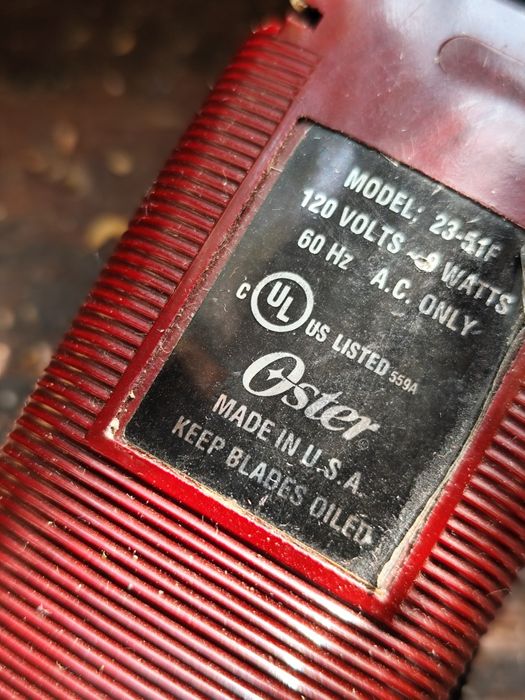 MODEL: 23-51F
120 VOLTS 9 WATTS
60 Hz A.C. ONLY
C UL US LISTED 559A
Oster®
MADE IN U.S.A.
KEEP BLADES OILED